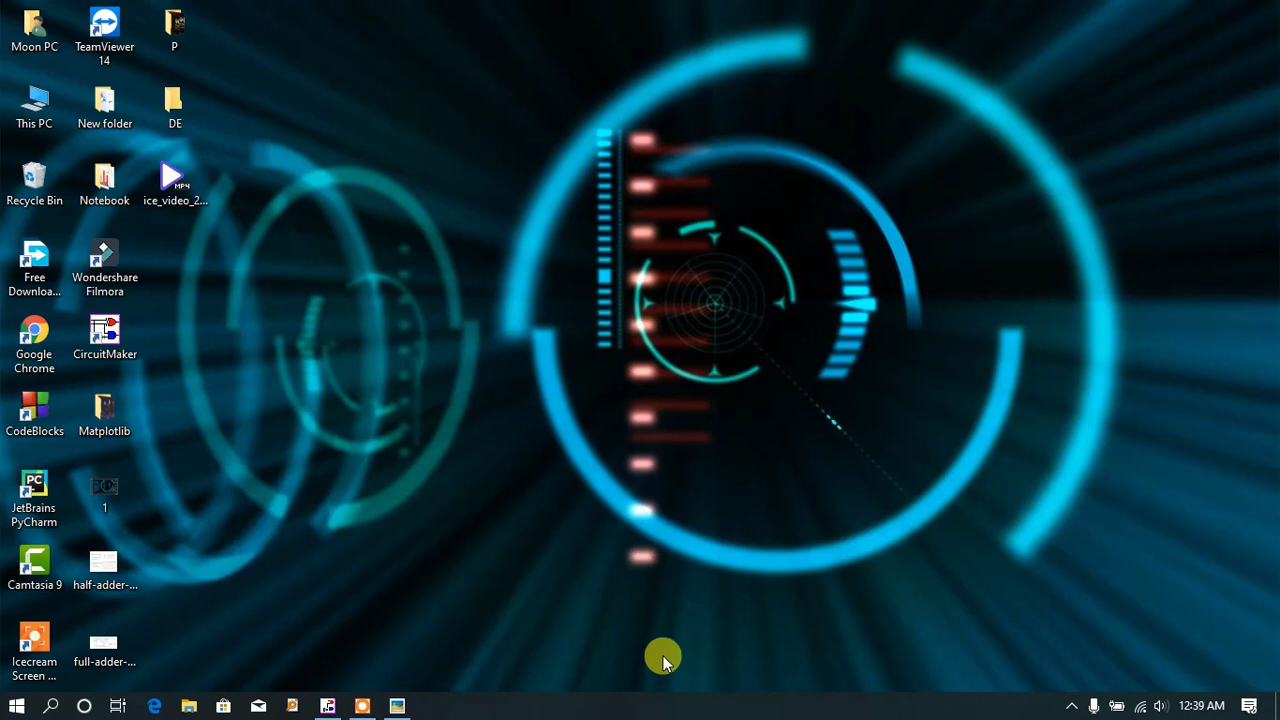 Moon PC
TeamViewer
14
P
This PC
New folder
DE
Recycle Bin
Notebook
MP4
ice_video_2...
Free
Downloa...
Wondershare
Filmora
Google
Chrome
CircuitMaker
CodeBlocks
Matplotlib
PC
JetBrains
PyCharm
1
Camtasia 9
half-adder-...
Icecream
Screen ...
full-adder-...
12:39 AM